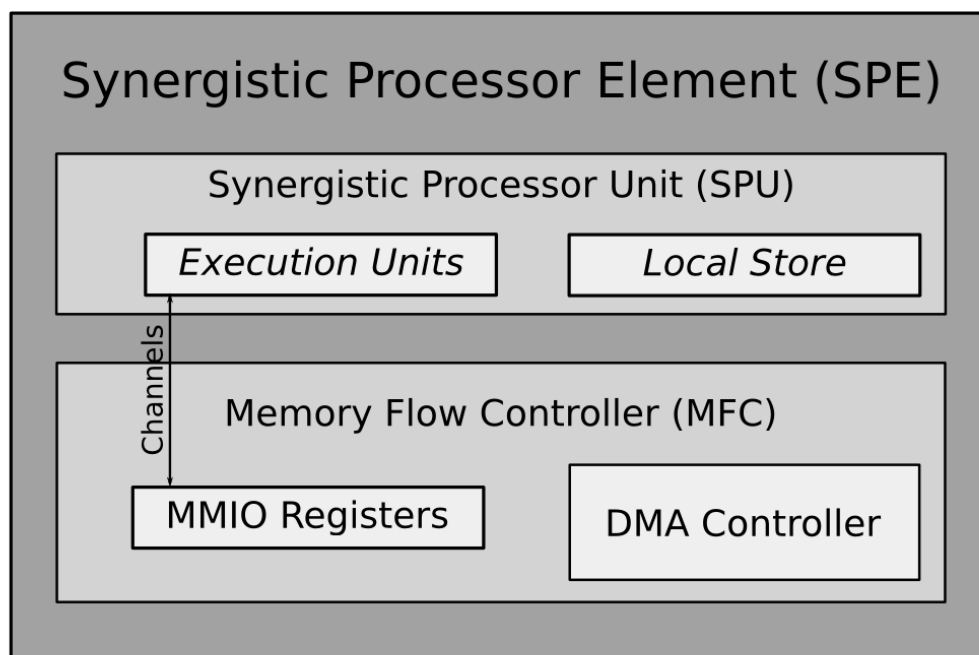 Synergistic Processor Element (SPE)
Synergistic Processor Unit (SPU)
Execution Units
Local Store
Channels
Memory Flow Controller (MFC)
MMIO Registers
DMA Controller